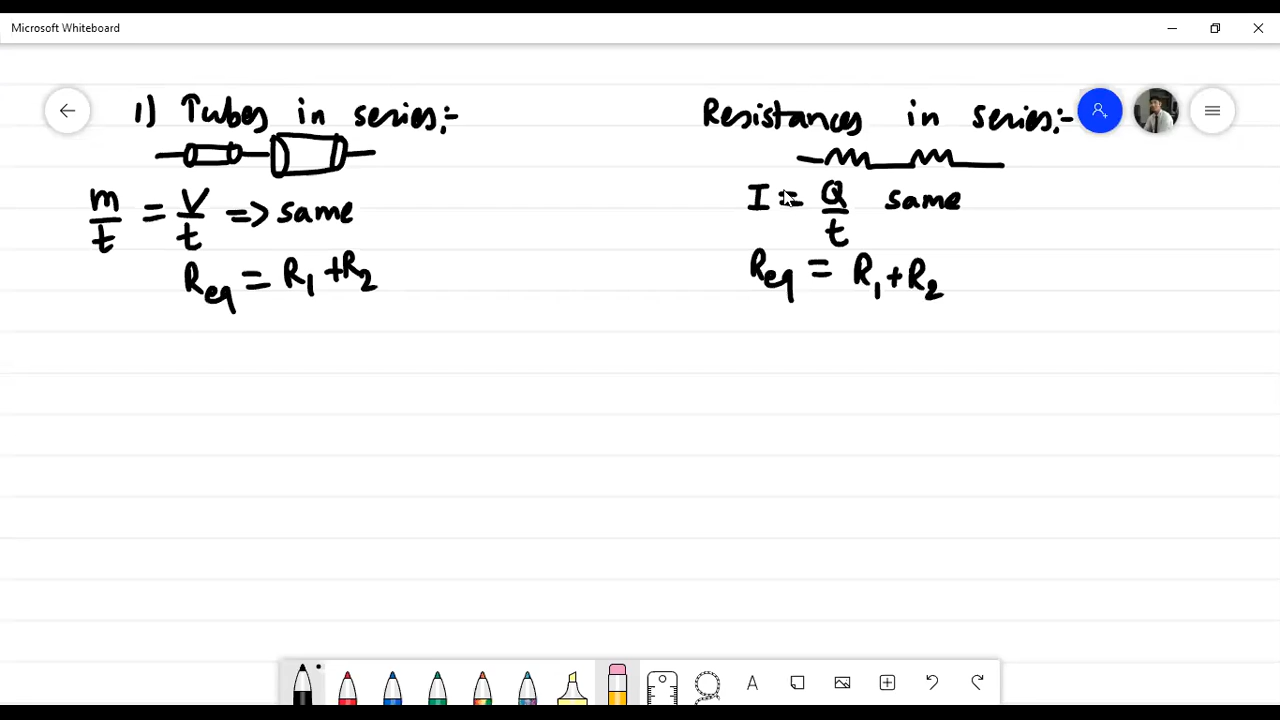 Microsoft Whiteboard
1) Tubes in series:-
m/t = V/t => same
Req = R1 + R2
Resistances in series:-
I = Q/t same
Req = R1 + R2
A